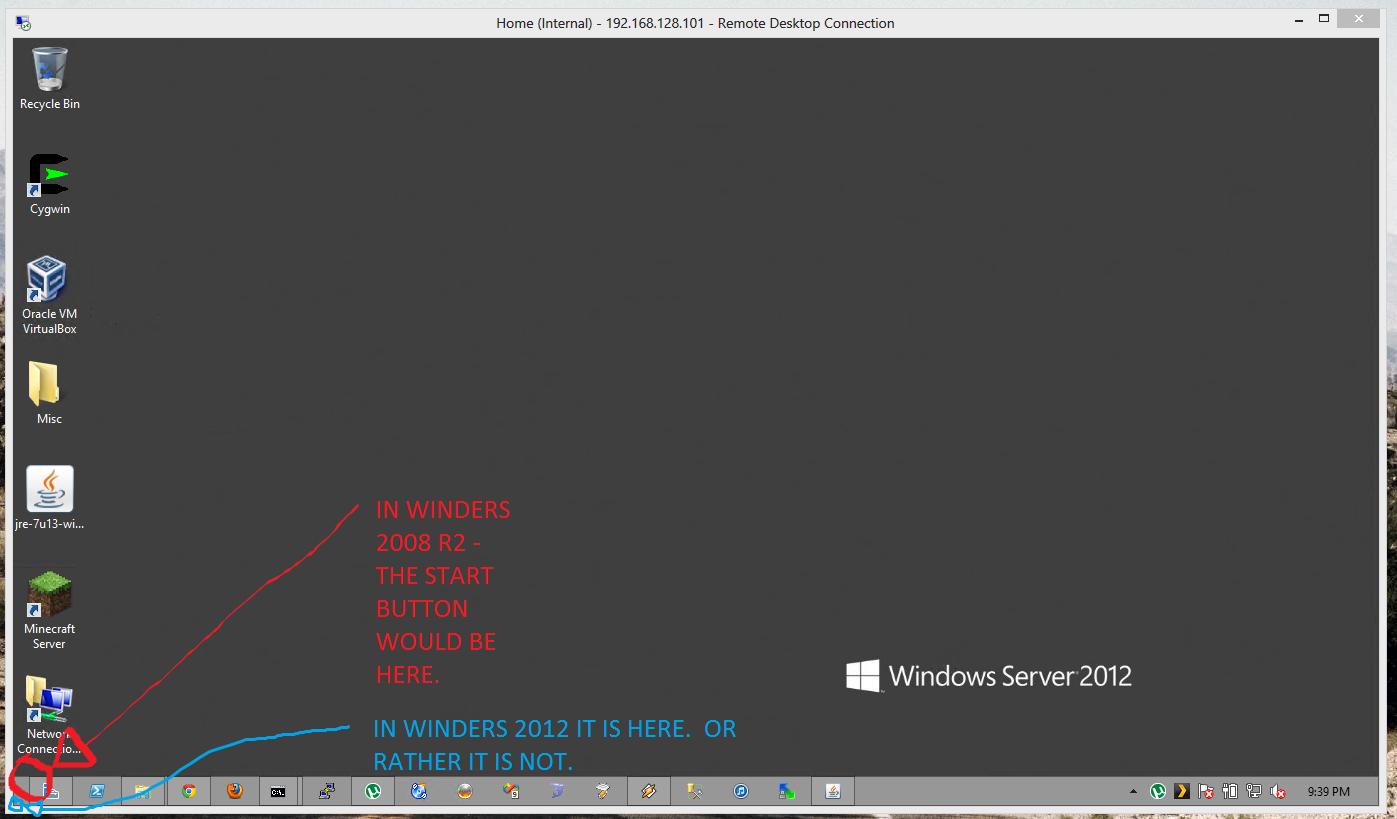 Home (Internal) - 192.168.128.101 - Remote Desktop Connection
Recycle Bin
Cygwin
Oracle VM
VirtualBox
Misc
jre-7u13-wi...
Minecraft
Server
Network
Connectio...
IN WINDERS
2008 R2 -
THE START
BUTTON
WOULD BE
HERE.
Windows Server 2012
IN WINDERS 2012 IT IS HERE.  OR
RATHER IT IS NOT.
9:39 PM